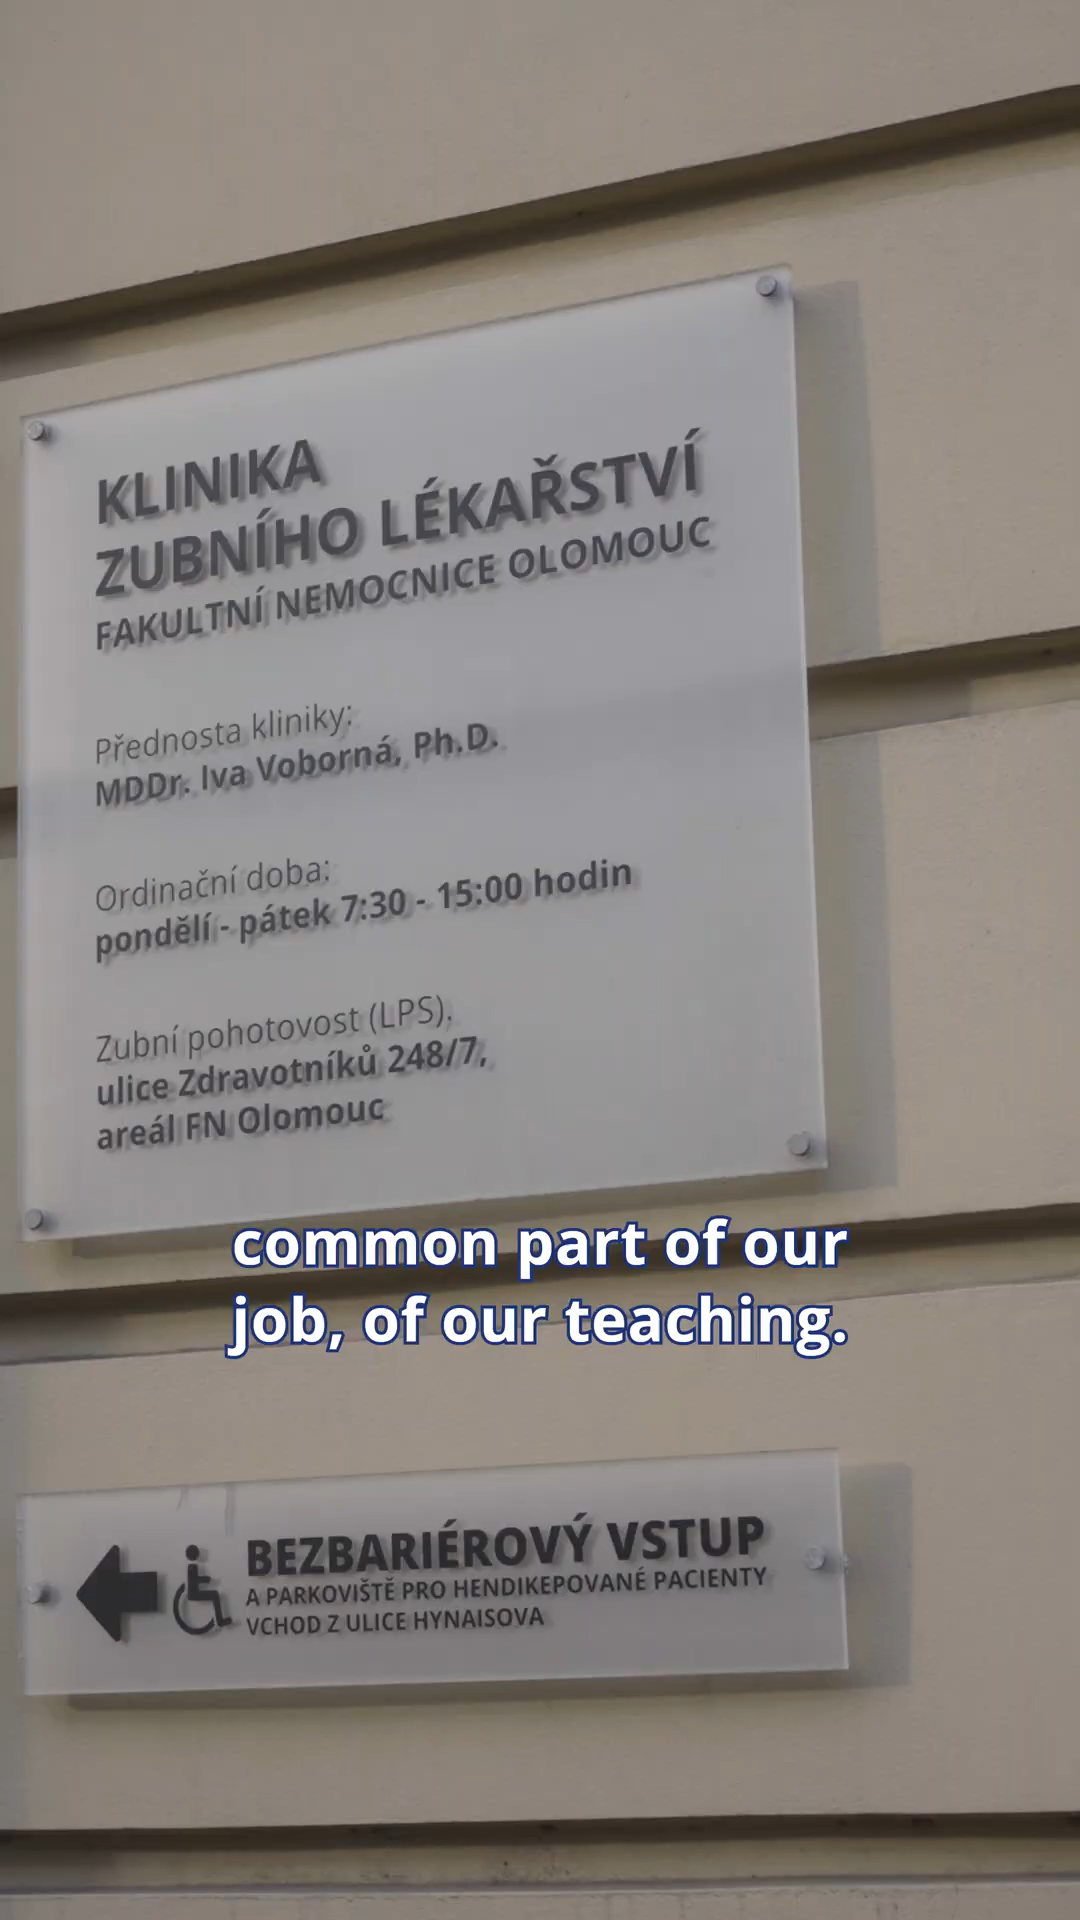 KLINIKA
ZUBNÍHO LÉKAŘSTVÍ
FAKULTNÍ NEMOCNICE OLOMOUC
Přednosta kliniky:
MDDr. Iva Voborná, Ph.D.
Ordinační doba:
pondělí - pátek 7:30 - 15:00 hodin
Zubní pohotovost (LPS),
ulice Zdravotníků 248/7,
areál FN Olomouc
common part of our
job, of our teaching.
BEZBARIÉROVÝ VSTUP
A PARKOVIŠTĚ PRO HENDIKEPOVANÉ PACIENTY
VCHOD Z ULICE HYNAISOVA